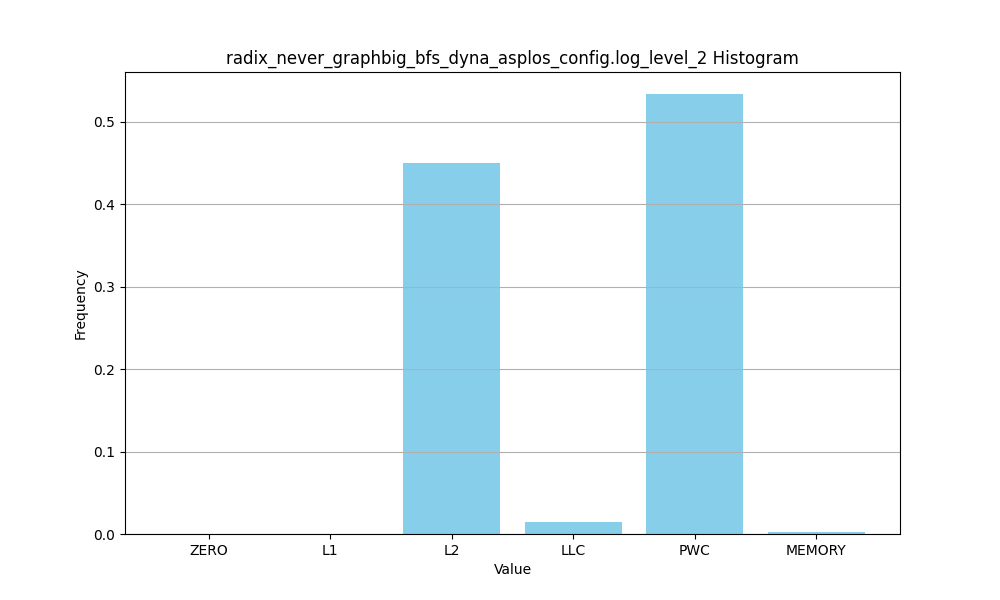 radix_never_graphbig_bfs_dyna_asplos_config.log_level_2 Histogram
Frequency
0.5
0.4
0.3
0.2
0.1
0.0
ZERO L1 L2 LLC PWC MEMORY
Value